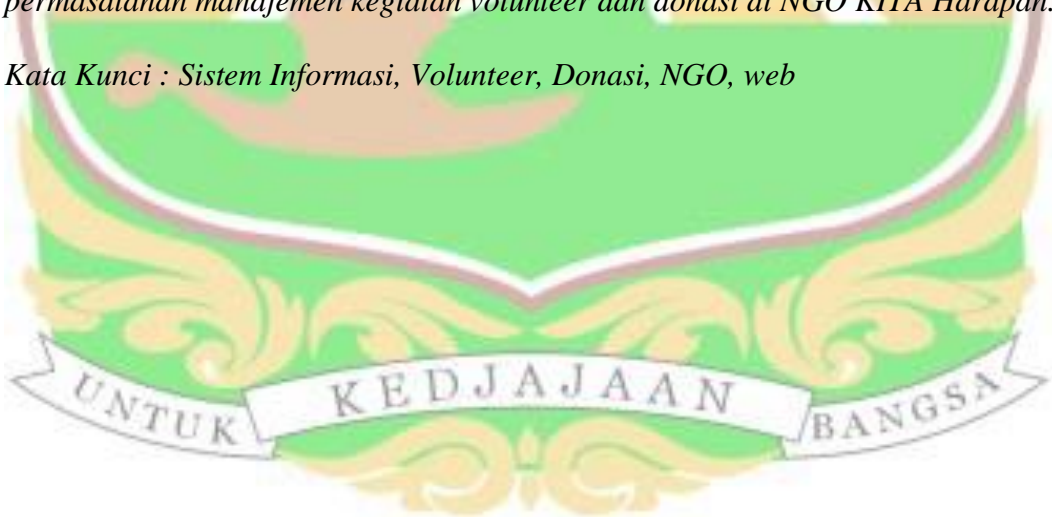 permasalahan manajemen kegiatan volunteer dan donasi di NGO KITA Harapan.
Kata Kunci : Sistem Informasi, Volunteer, Donasi, NGO, web
UNTUK KEDJAJAAN BANGSA